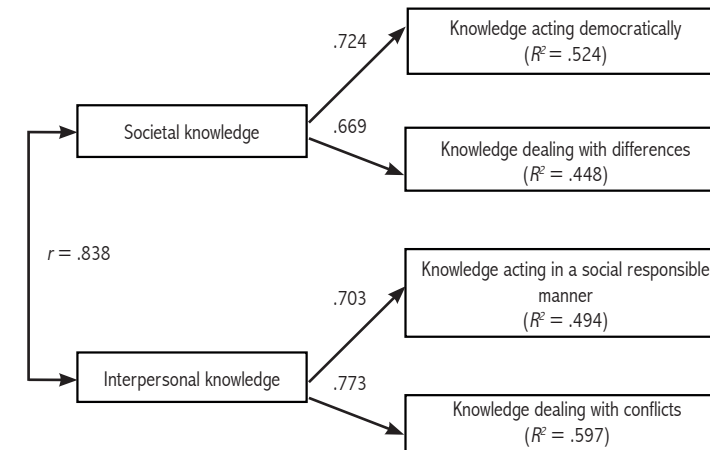 .724
Knowledge acting democratically
(R² = .524)
Societal knowledge
.669
Knowledge dealing with differences
(R² = .448)
r = .838
.703
Knowledge acting in a social responsible
manner
(R² = .494)
Interpersonal knowledge
.773
Knowledge dealing with conflicts
(R² = .597)